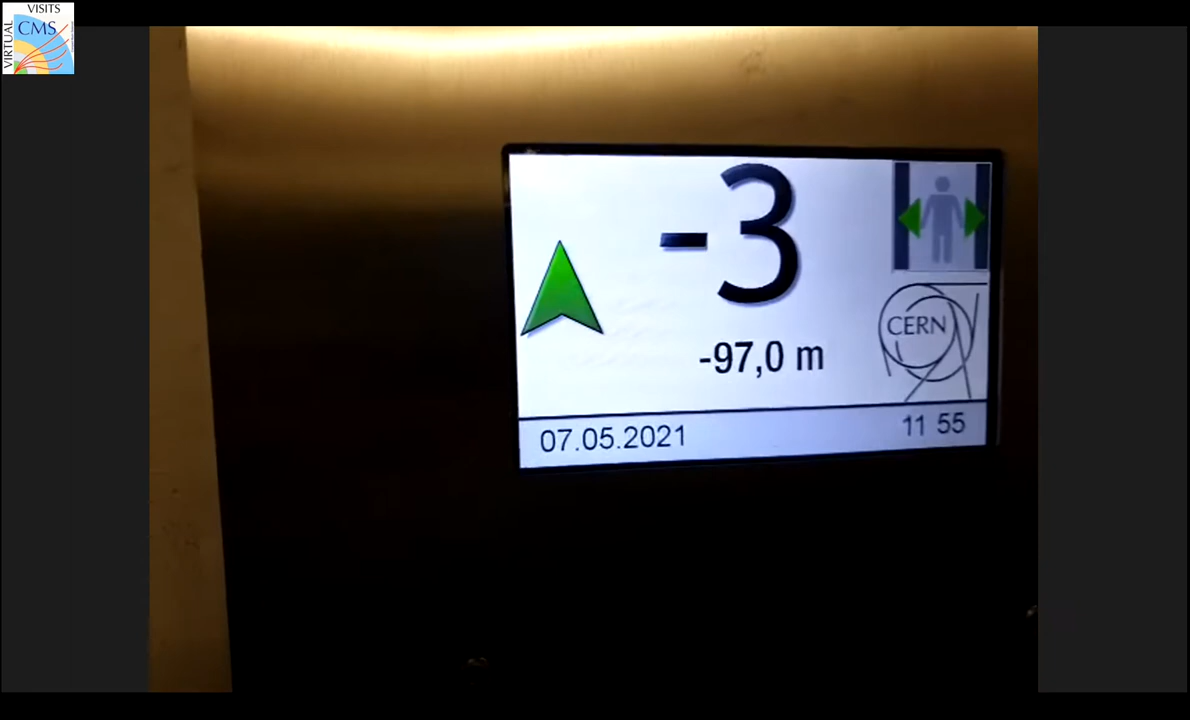 VISITS
CMS
VIRTUAL
-3
CERN
-97,0 m
07.05.2021
11 55